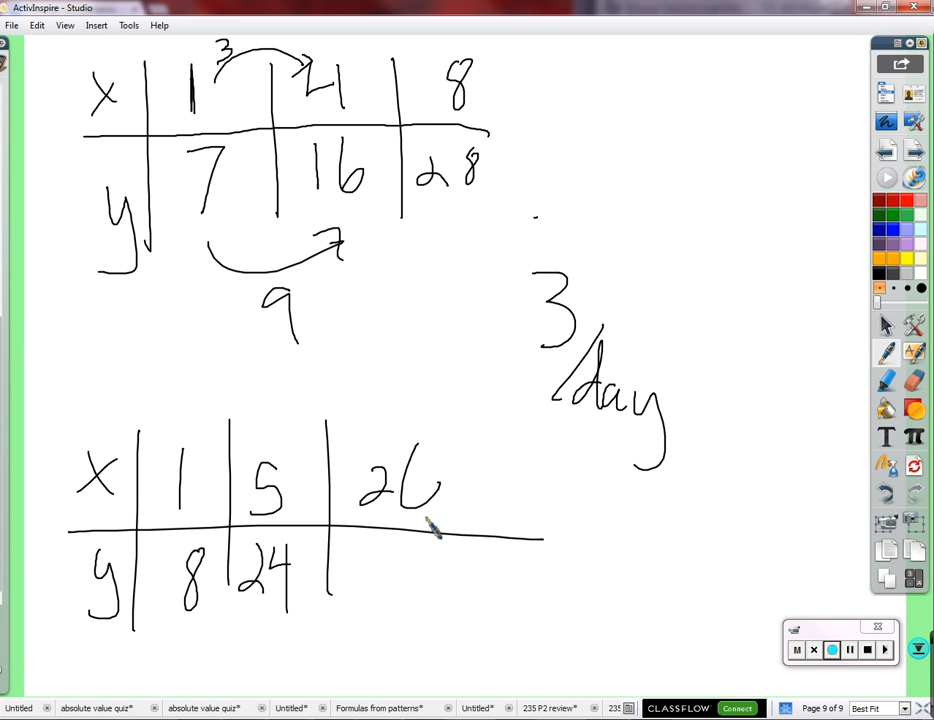 ActivInspire - Studio
File Edit View Insert Tools Help
3
x 1 4 8
y 7 16 28
9
3
/day
x 1 5 26
y 8 24
M
Untitled absolute value quiz* absolute value quiz* Untitled* Formulas from patterns* Untitled* 235 P2 review* 235 CLASSFLOW Connect Page 9 of 9 Best Fit